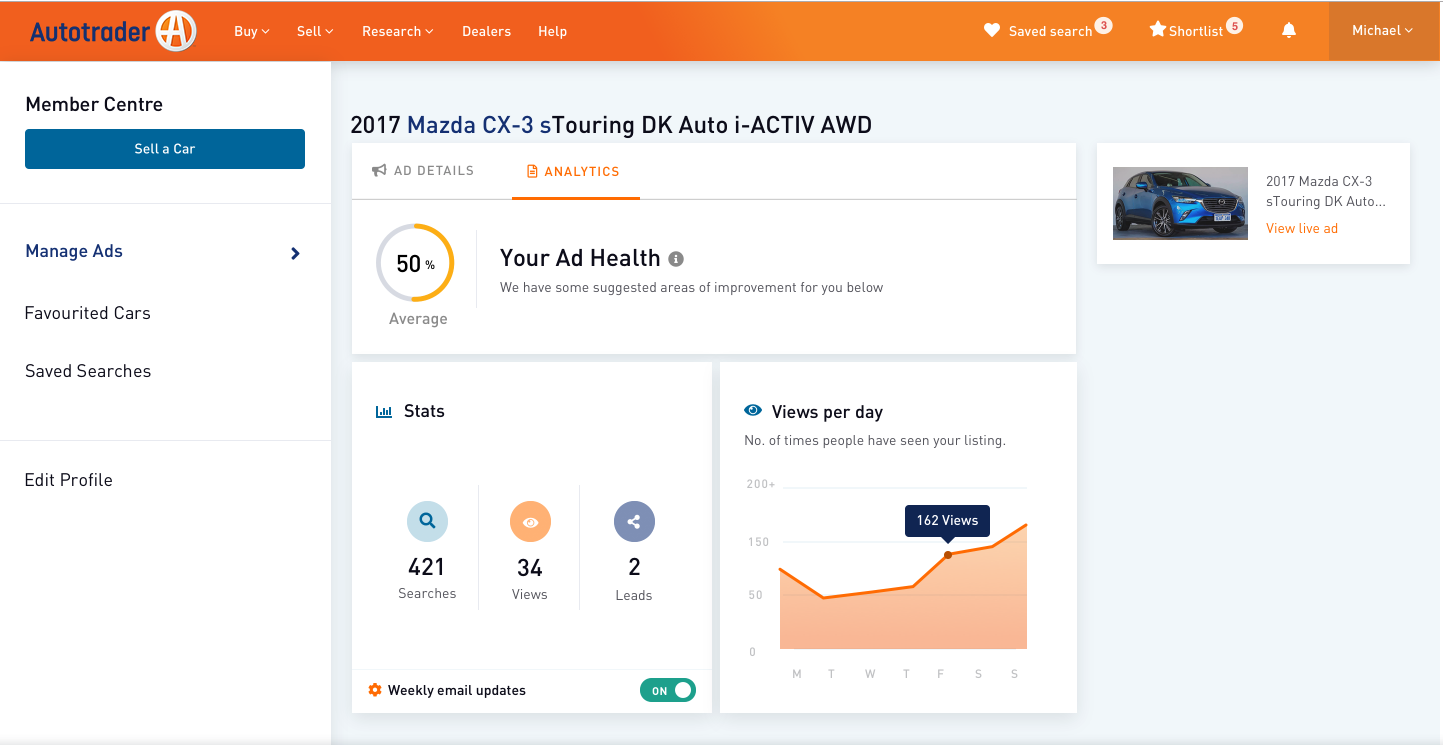 Autotrader
Buy
Sell
Research
Dealers
Help
Saved search 3
Shortlist 5
Michael
Member Centre
Sell a Car
Manage Ads
Favourited Cars
Saved Searches
Edit Profile
2017 Mazda CX-3 sTouring DK Auto i-ACTIV AWD
AD DETAILS
ANALYTICS
50 %
Average
Your Ad Health
We have some suggested areas of improvement for you below
2017 Mazda CX-3
sTouring DK Auto...
View live ad
Stats
421
Searches
34
Views
2
Leads
Weekly email updates
ON
Views per day
No. of times people have seen your listing.
200+
162 Views
150
50
0
M T W T F S S